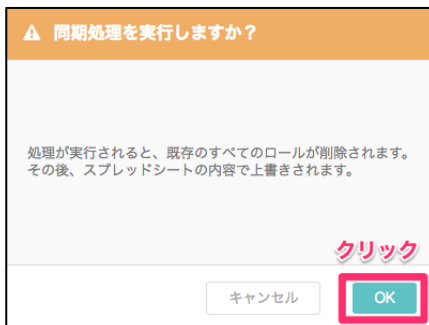 同期処理を実行しますか？
処理が実行されると、既存のすべてのロールが削除されます。
その後、スプレッドシートの内容で上書きされます。
クリック
キャンセル
OK